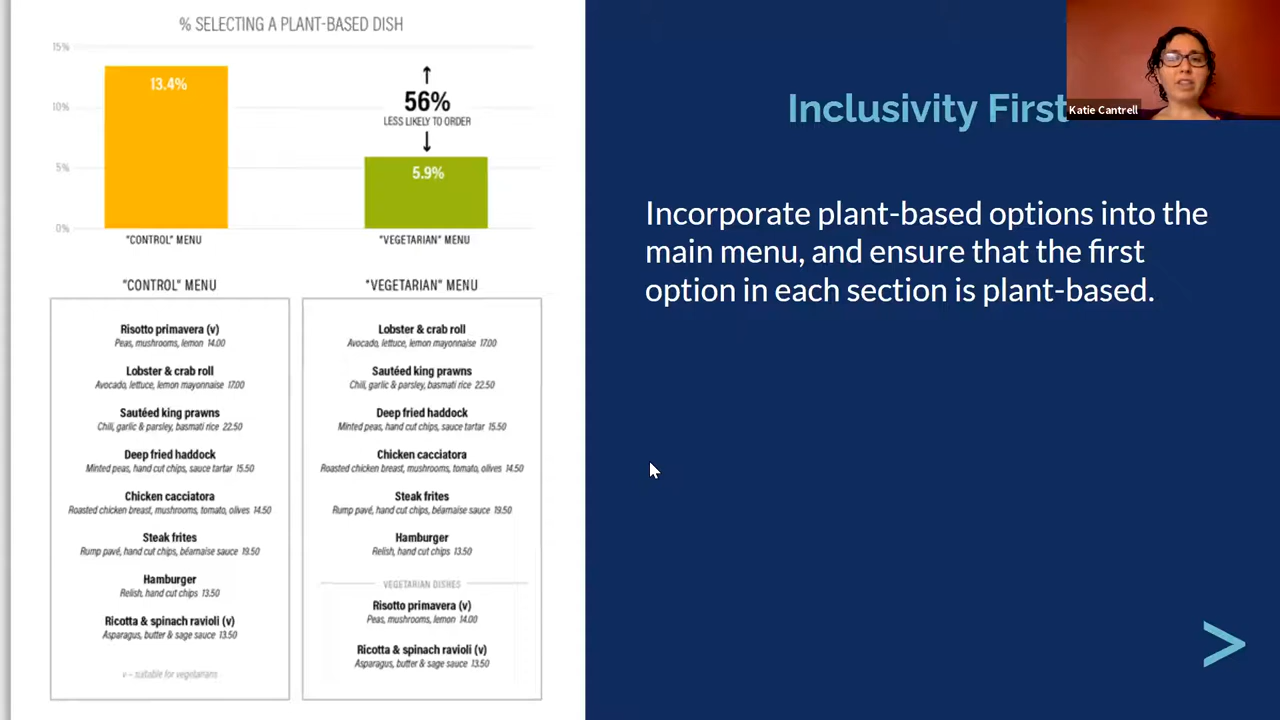 % SELECTING A PLANT-BASED DISH
15%
10%
5%
0%
13.4%
56%
LESS LIKELY TO ORDER
5.9%
"CONTROL" MENU
"VEGETARIAN" MENU
"CONTROL" MENU
Risotto primavera (v)
Peas, mushrooms, lemon 14.00
Lobster & crab roll
Avocado, lettuce, lemon mayonnaise 17.00
Sautéed king prawns
Chili, garlic & parsley, basmati rice 22.50
Deep fried haddock
Minted peas, hand cut chips, sauce tartar 15.50
Chicken cacciatora
Roasted chicken breast, mushrooms, tomato, olives 14.50
Steak frites
Rump pavé, hand cut chips, béarnaise sauce 19.50
Hamburger
Relish, hand cut chips 13.50
Ricotta & spinach ravioli (v)
Asparagus, butter & sage sauce 13.50
v – suitable for vegetarians
"VEGETARIAN" MENU
Lobster & crab roll
Avocado, lettuce, lemon mayonnaise 17.00
Sautéed king prawns
Chili, garlic & parsley, basmati rice 22.50
Deep fried haddock
Minted peas, hand cut chips, sauce tartar 15.50
Chicken cacciatora
Roasted chicken breast, mushrooms, tomato, olives 14.50
Steak frites
Rump pavé, hand cut chips, béarnaise sauce 19.50
Hamburger
Relish, hand cut chips 13.50
VEGETARIAN DISHES
Risotto primavera (v)
Peas, mushrooms, lemon 14.00
Ricotta & spinach ravioli (v)
Asparagus, butter & sage sauce 13.50
Inclusivity First
Katie Cantrell
Incorporate plant-based options into the
main menu, and ensure that the first
option in each section is plant-based.
>